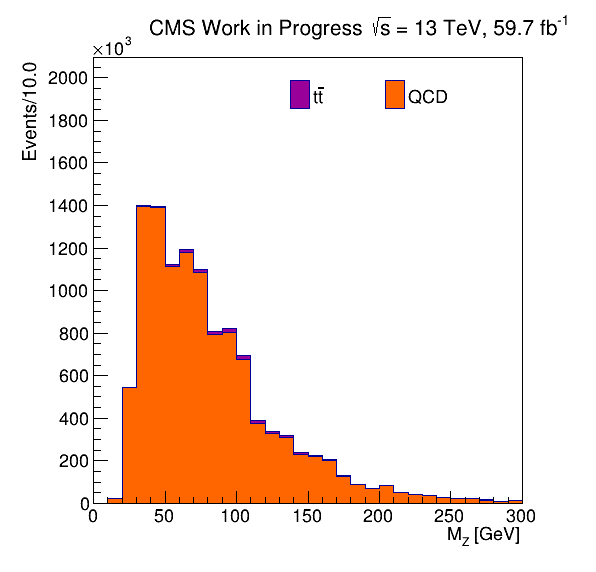 CMS Work in Progress √s = 13 TeV, 59.7 fb⁻¹
×10³
Events/10.0
2000
1800
1600
1400
1200
1000
800
600
400
200
0
tt̄
QCD
0 50 100 150 200 250 300
M_Z [GeV]